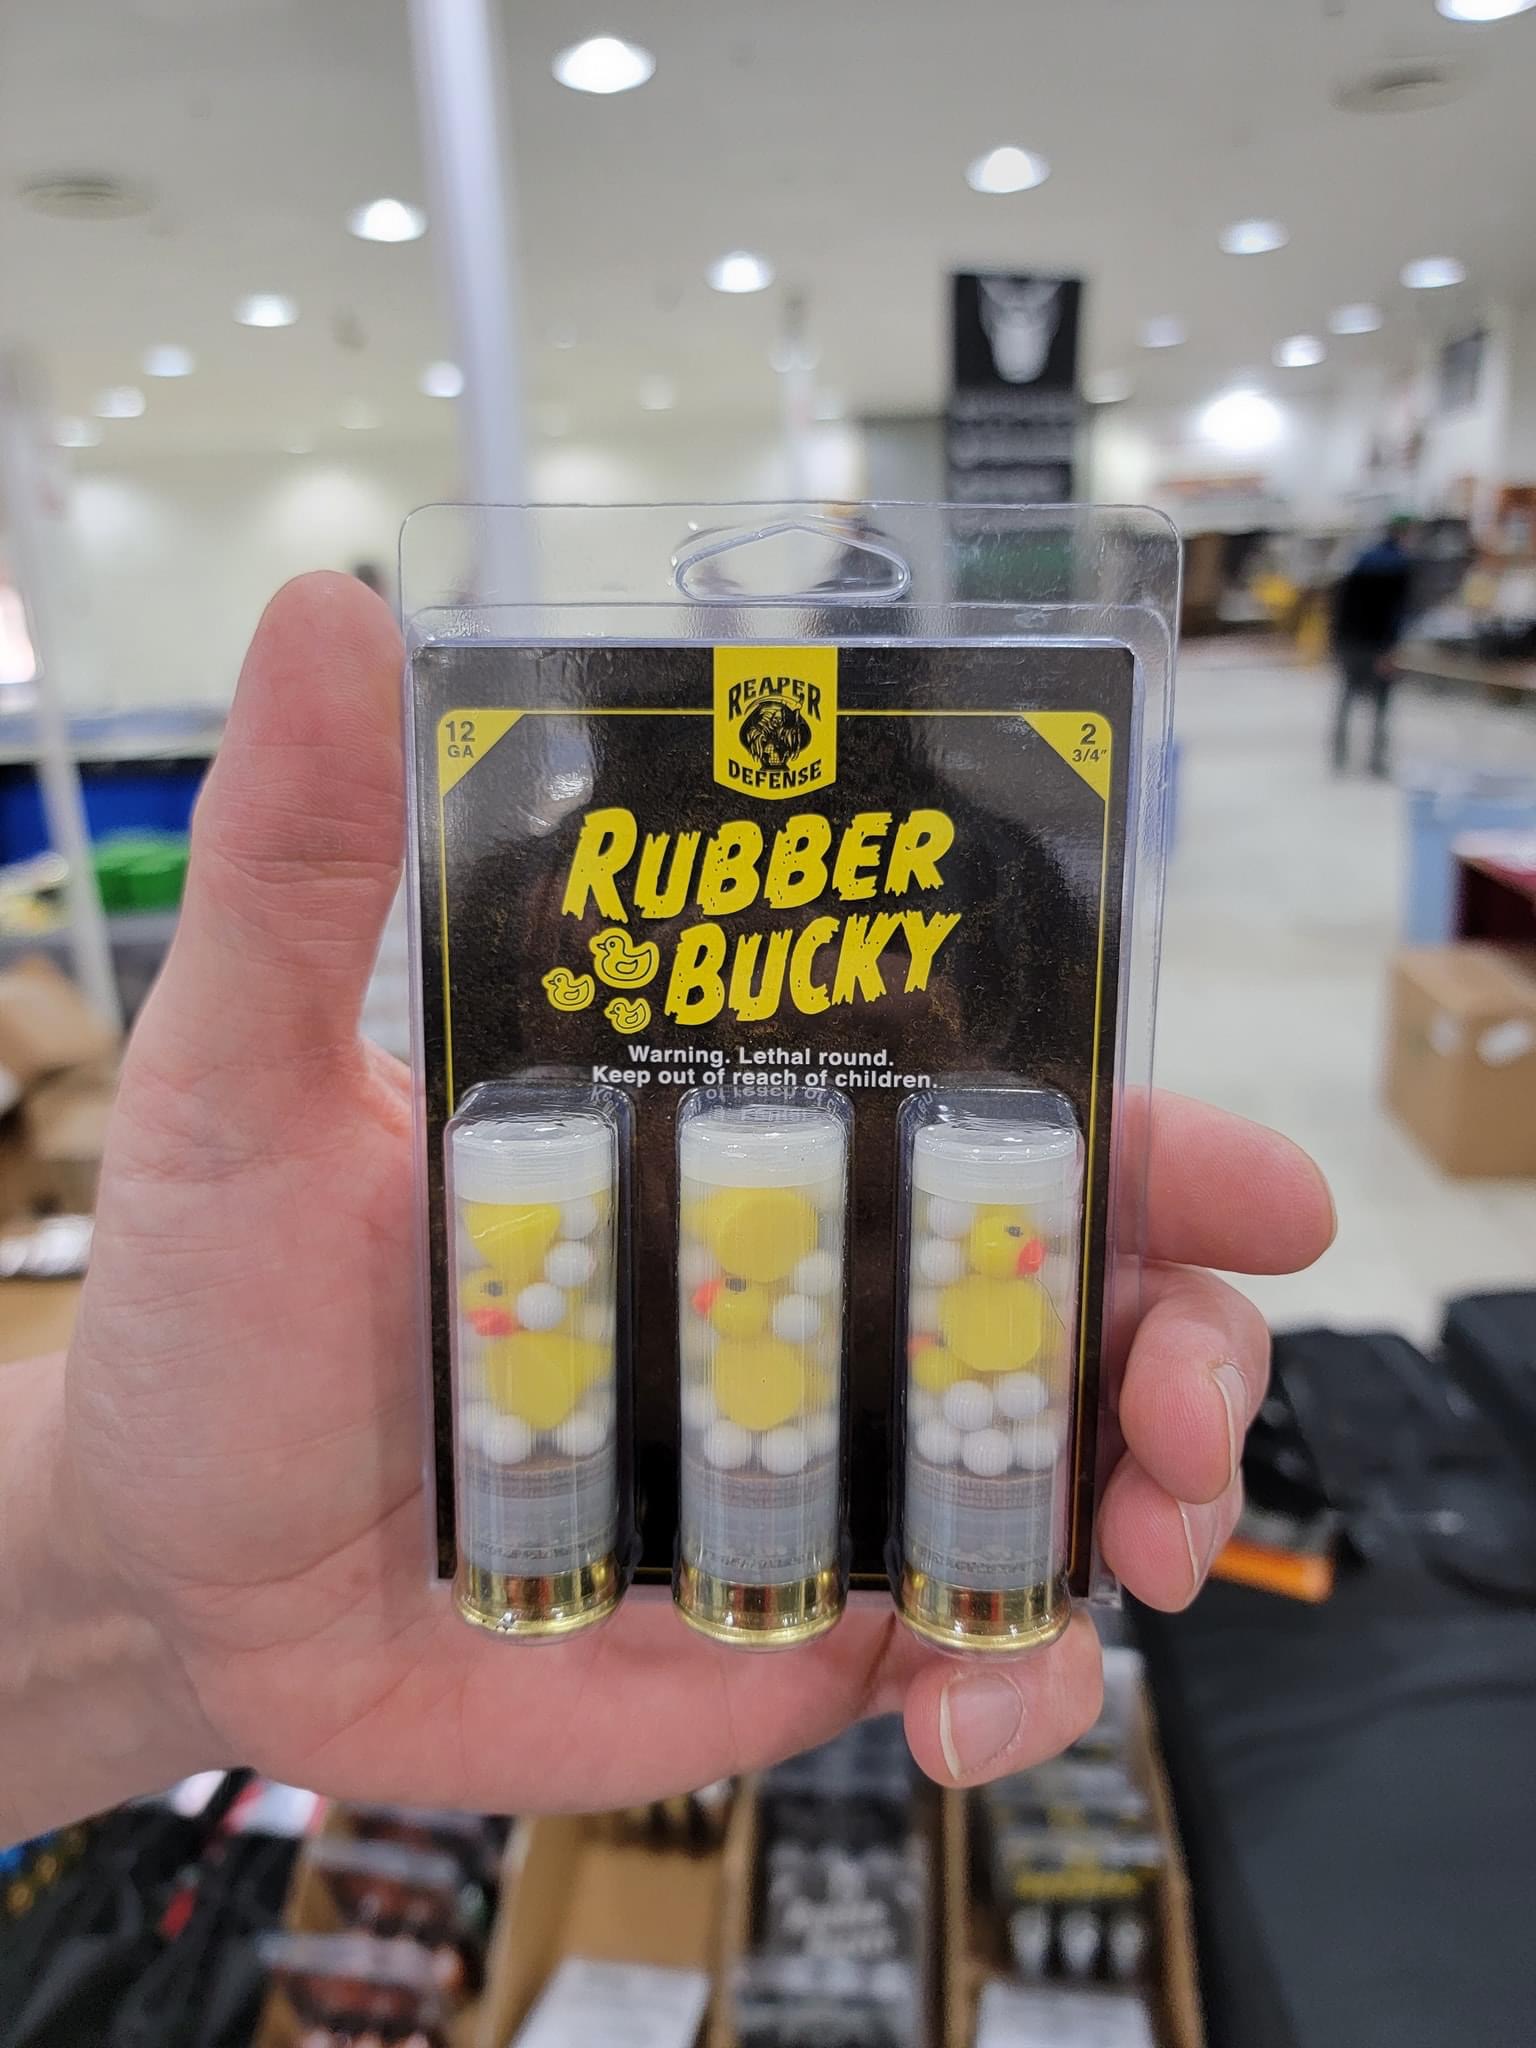 REAPER
DEFENSE
12
GA
2
3/4"
RUBBER
BUCKY
Warning. Lethal round.
Keep out of reach of children.